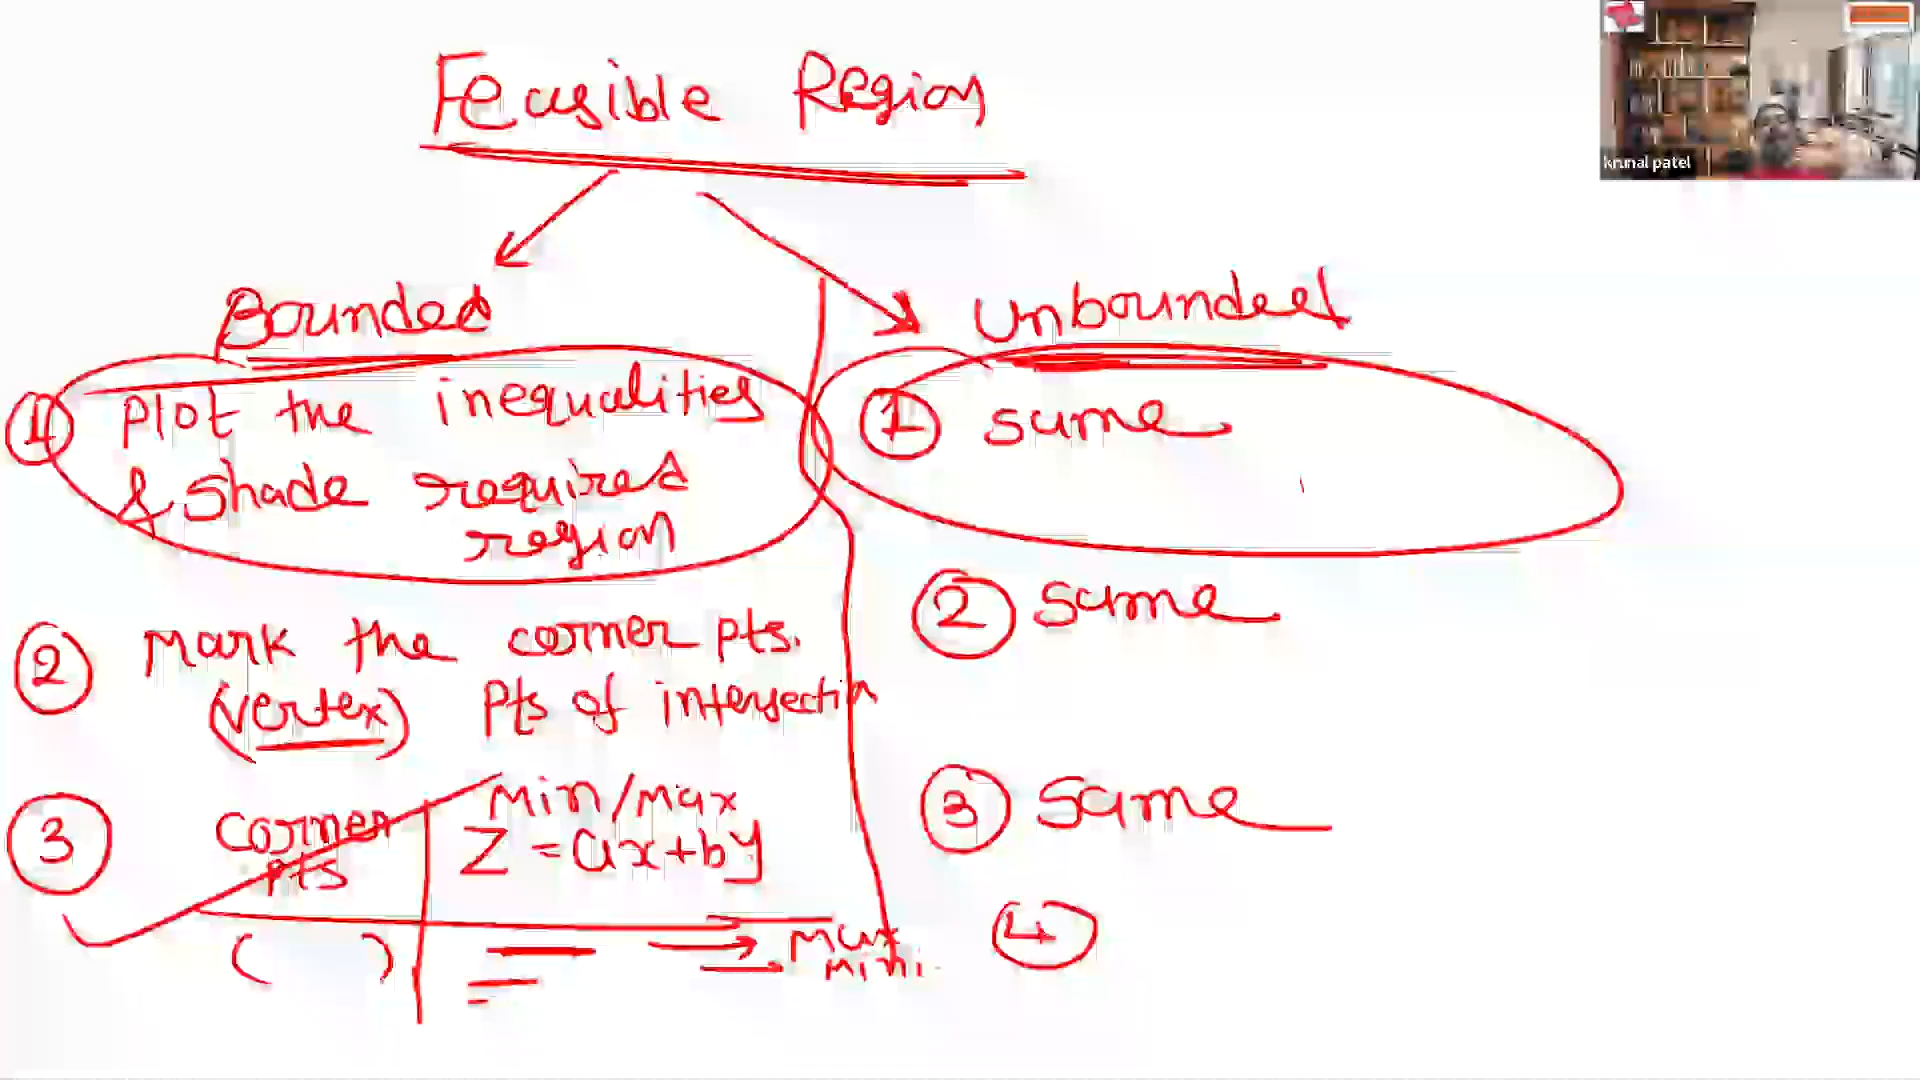 Feasible Region
Bounded
① Plot the inequalities
& shade required
region
② Mark the corner pts.
(vertex) Pts of intersectin
③ corner pts
Min/Max
Z = ax+by
( )
Max
Mini.
Unbounded
① same
② same
③ same
④
krunal patel